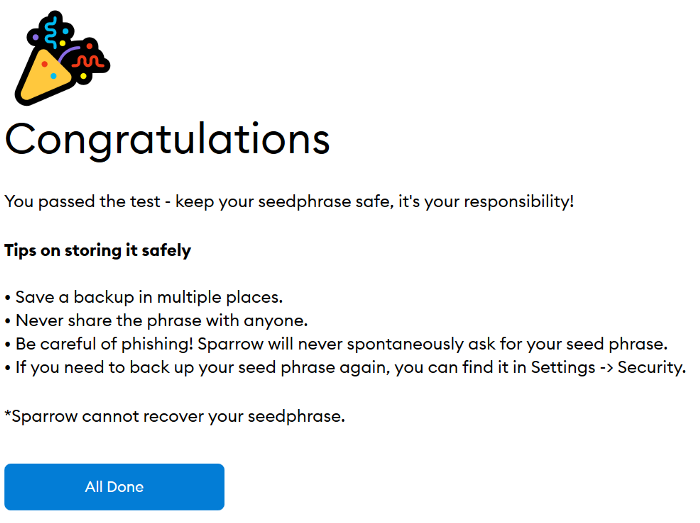 Congratulations
You passed the test - keep your seedphrase safe, it's your responsibility!
Tips on storing it safely
• Save a backup in multiple places.
• Never share the phrase with anyone.
• Be careful of phishing! Sparrow will never spontaneously ask for your seed phrase.
• If you need to back up your seed phrase again, you can find it in Settings -> Security.
*Sparrow cannot recover your seedphrase.
All Done